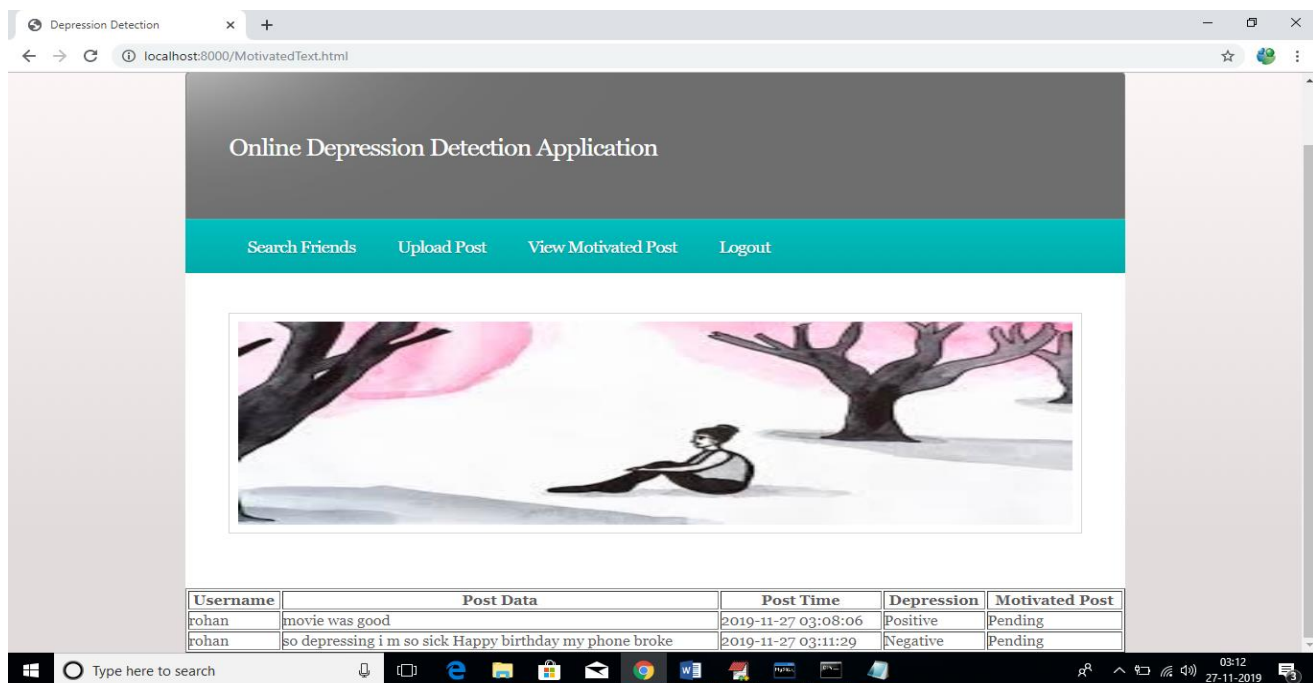 Depression Detection
localhost:8000/MotivatedText.html
Online Depression Detection Application
Search Friends Upload Post View Motivated Post Logout
Username Post Data Post Time Depression Motivated Post
rohan movie was good 2019-11-27 03:08:06 Positive Pending
rohan so depressing i m so sick Happy birthday my phone broke 2019-11-27 03:11:29 Negative Pending
Type here to search
03:12
27-11-2019
3